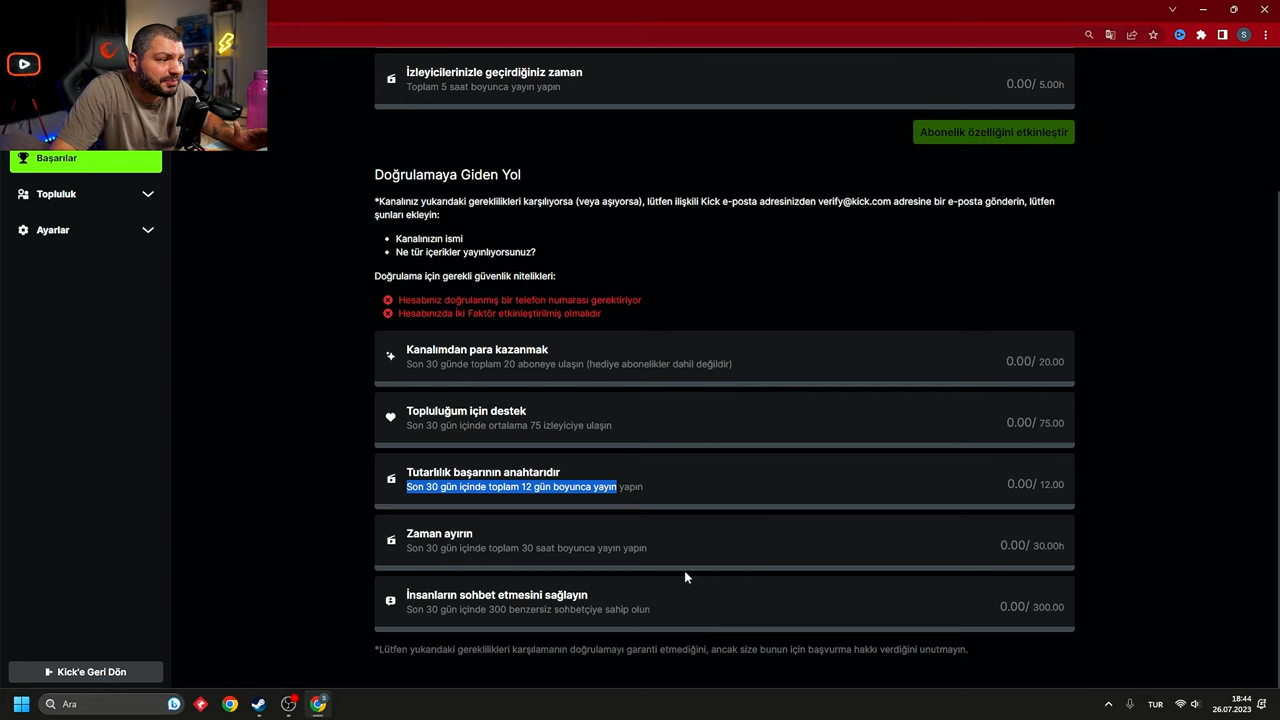 İzleyicilerinizle geçirdiğiniz zaman
Toplam 5 saat boyunca yayın yapın
0.00/ 5.00h
Abonelik özelliğini etkinleştir
Başarılar
Topluluk
Ayarlar
Doğrulamaya Giden Yol
*Kanalınız yukarıdaki gereklilikleri karşılıyorsa (veya aşıyorsa), lütfen ilişkili Kick e-posta adresinizden verify@kick.com adresine bir e-posta gönderin, lütfen
şunları ekleyin:
Kanalınızın ismi
Ne tür içerikler yayınlıyorsunuz?
Doğrulama için gerekli güvenlik nitelikleri:
Hesabınız doğrulanmış bir telefon numarası gerektiriyor
Hesabınızda İki Faktör etkinleştirilmiş olmalıdır
Kanalımdan para kazanmak
Son 30 günde toplam 20 aboneye ulaşın (hediye abonelikler dahil değildir)
0.00/ 20.00
Topluluğum için destek
Son 30 gün içinde ortalama 75 izleyiciye ulaşın
0.00/ 75.00
Tutarlılık başarının anahtarıdır
Son 30 gün içinde toplam 12 gün boyunca yayın yapın
0.00/ 12.00
Zaman ayırın
Son 30 gün içinde toplam 30 saat boyunca yayın yapın
0.00/ 30.00h
İnsanların sohbet etmesini sağlayın
Son 30 gün içinde 300 benzersiz sohbetçiye sahip olun
0.00/ 300.00
*Lütfen yukarıdaki gereklilikleri karşılamanın doğrulamayı garanti etmediğini, ancak size bunun için başvurma hakkı verdiğini unutmayın.
Kick'e Geri Dön
Ara
TUR
18:44
26.07.2023
S